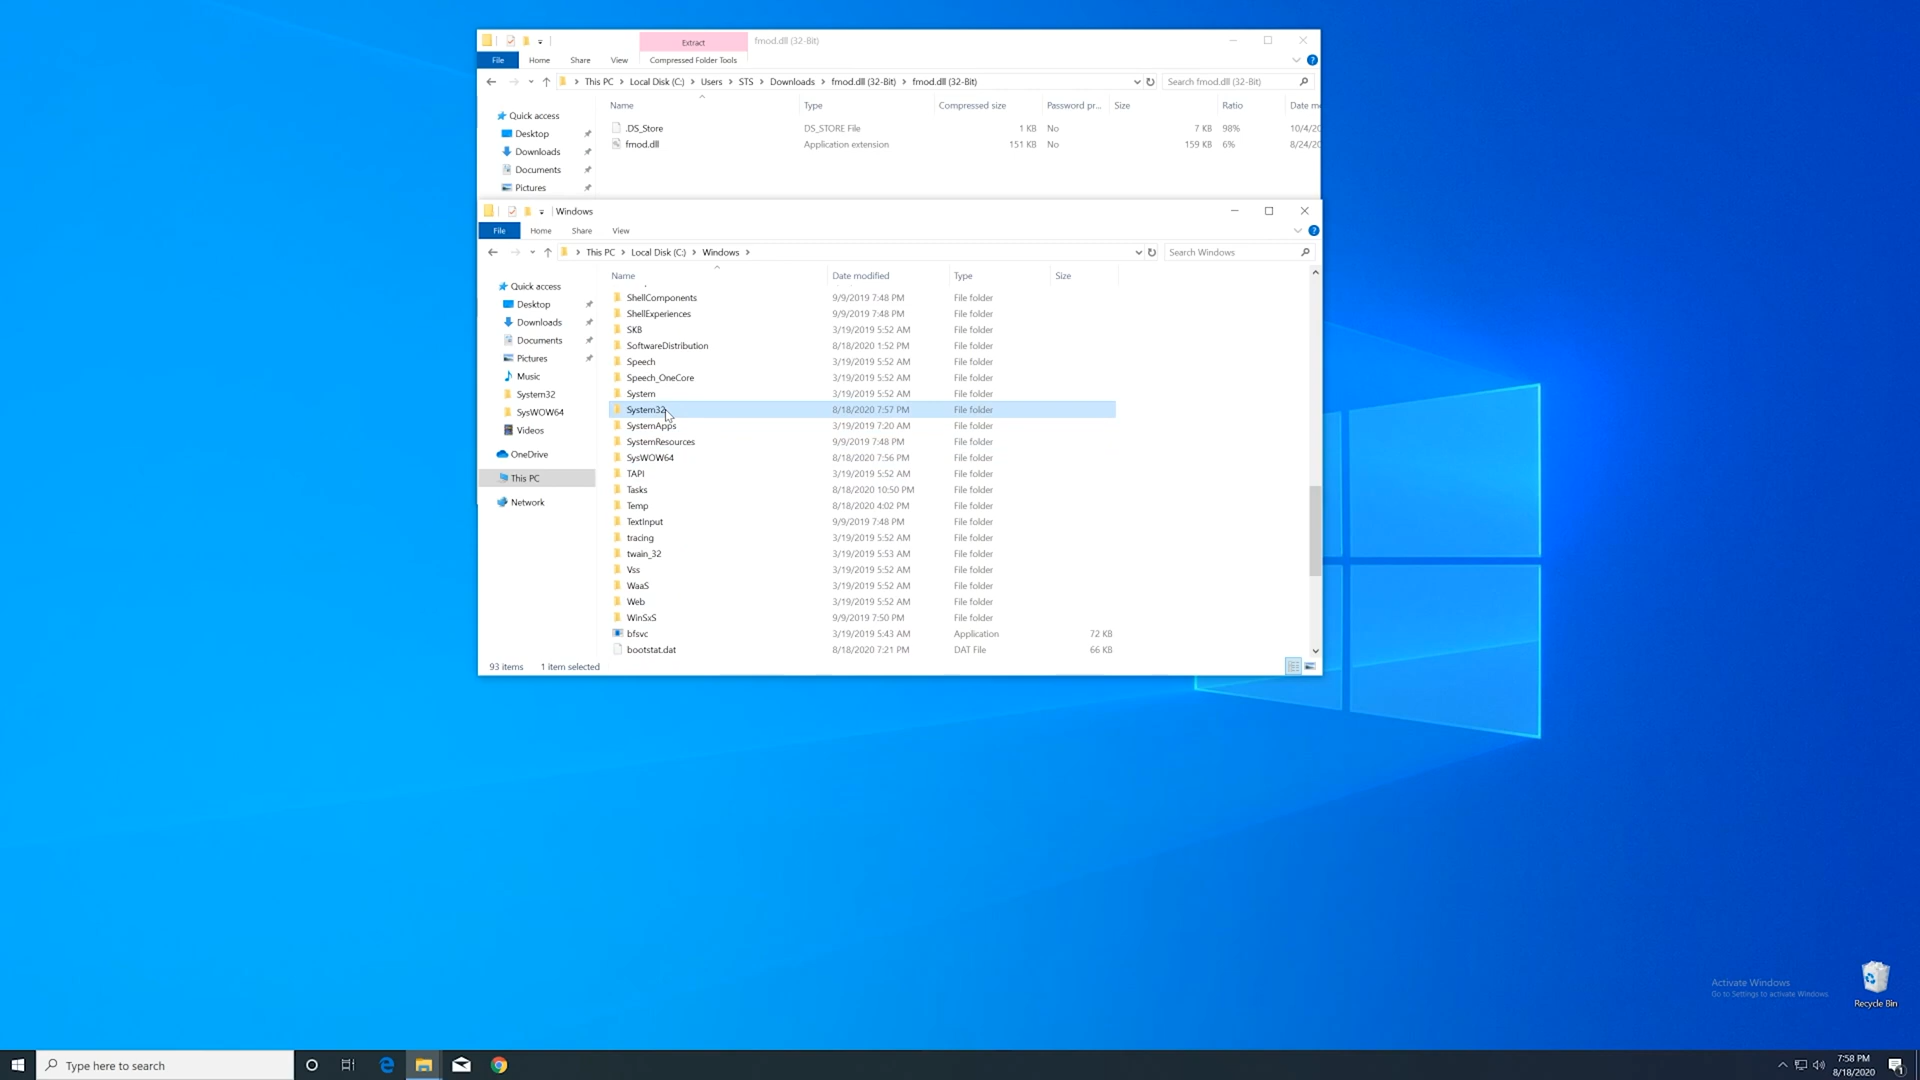 Extract
fmod.dll (32-Bit)
File
Home
Share
View
Compressed Folder Tools
This PC
Local Disk (C:)
Users
STS
Downloads
fmod.dll (32-Bit)
fmod.dll (32-Bit)
Search fmod.dll (32-Bit)
Name
Type
Compressed size
Password pr...
Size
Ratio
Date m
Quick access
Desktop
Downloads
Documents
Pictures
.DS_Store DS_STORE File 1 KB No 7 KB 98% 10/4/20
fmod.dll Application extension 151 KB No 159 KB 6% 8/24/20
Windows
File
Home
Share
View
This PC
Local Disk (C:)
Windows
Search Windows
Name
Date modified
Type
Size
Quick access
Desktop
Downloads
Documents
Pictures
Music
System32
SysWOW64
Videos
OneDrive
This PC
Network
ShellComponents 9/9/2019 7:48 PM File folder
ShellExperiences 9/9/2019 7:48 PM File folder
SKB 3/19/2019 5:52 AM File folder
SoftwareDistribution 8/18/2020 1:52 PM File folder
Speech 3/19/2019 5:52 AM File folder
Speech_OneCore 3/19/2019 5:52 AM File folder
System 3/19/2019 5:52 AM File folder
System32 8/18/2020 7:57 PM File folder
SystemApps 3/19/2019 7:20 AM File folder
SystemResources 9/9/2019 7:48 PM File folder
SysWOW64 8/18/2020 7:56 PM File folder
TAPI 3/19/2019 5:52 AM File folder
Tasks 8/18/2020 10:50 PM File folder
Temp 8/18/2020 4:02 PM File folder
TextInput 9/9/2019 7:48 PM File folder
tracing 3/19/2019 5:52 AM File folder
twain_32 3/19/2019 5:53 AM File folder
Vss 3/19/2019 5:52 AM File folder
WaaS 3/19/2019 5:52 AM File folder
Web 3/19/2019 5:52 AM File folder
WinSxS 9/9/2019 7:50 PM File folder
bfsvc 3/19/2019 5:43 AM Application 72 KB
bootstat.dat 8/18/2020 7:21 PM DAT File 66 KB
93 items 1 item selected
Activate Windows
Go to Settings to activate Windows.
Recycle Bin
Type here to search
7:58 PM
8/18/2020
1